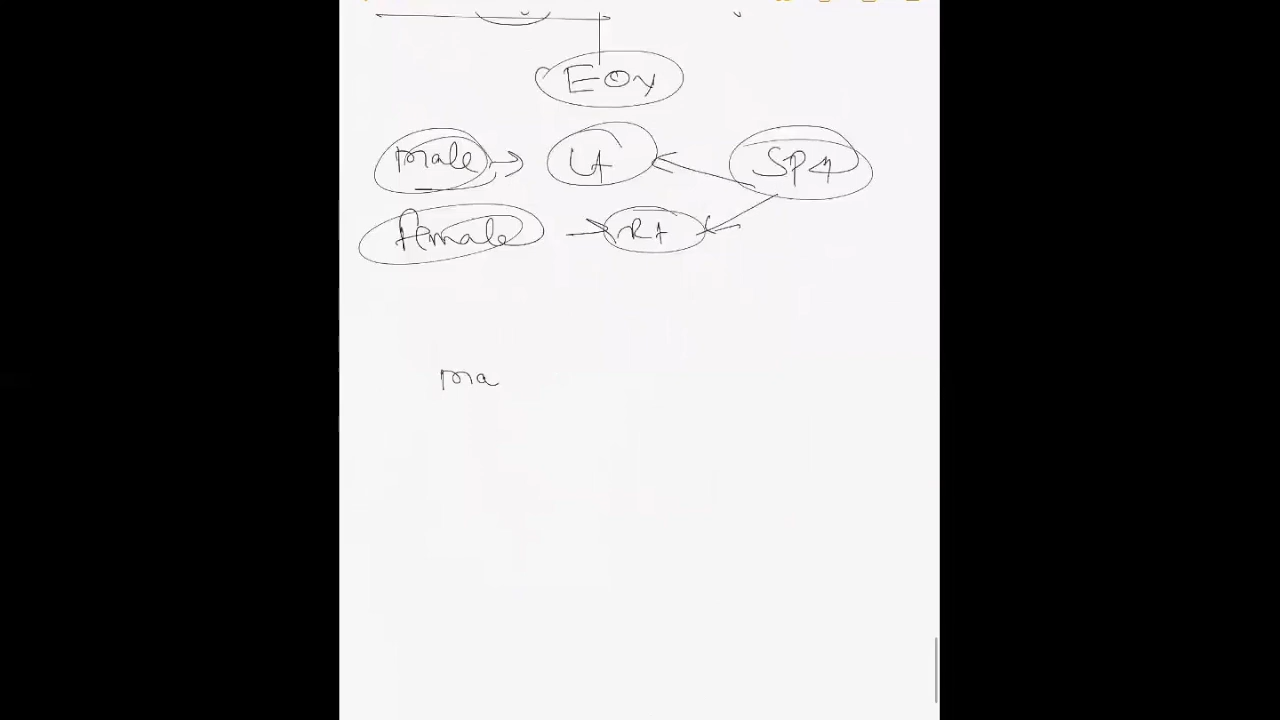 EOY
male → LA ← SP4
female → RA ←
ma